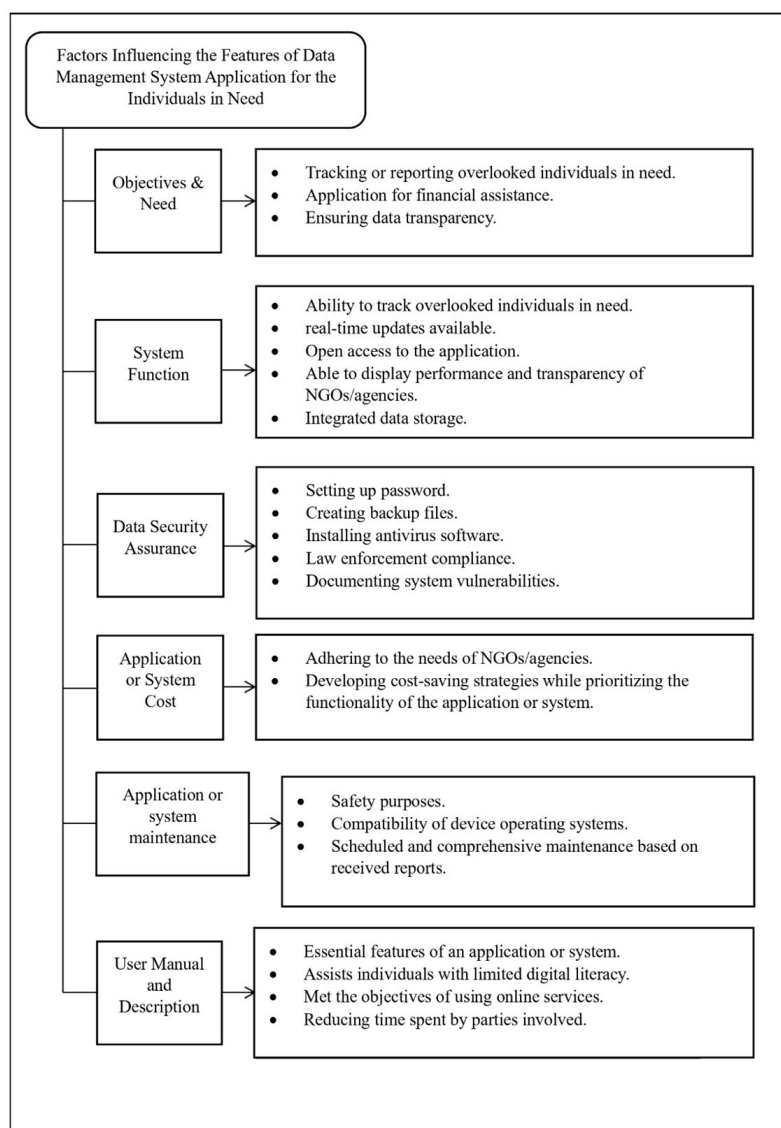 Factors Influencing the Features of Data
Management System Application for the
Individuals in Need
Objectives &
Need
• Tracking or reporting overlooked individuals in need.
• Application for financial assistance.
• Ensuring data transparency.
System
Function
• Ability to track overlooked individuals in need.
• real-time updates available.
• Open access to the application.
• Able to display performance and transparency of
NGOs/agencies.
• Integrated data storage.
Data Security
Assurance
• Setting up password.
• Creating backup files.
• Installing antivirus software.
• Law enforcement compliance.
• Documenting system vulnerabilities.
Application
or System
Cost
• Adhering to the needs of NGOs/agencies.
• Developing cost-saving strategies while prioritizing the
functionality of the application or system.
Application or
system
maintenance
• Safety purposes.
• Compatibility of device operating systems.
• Scheduled and comprehensive maintenance based on
received reports.
User Manual
and
Description
• Essential features of an application or system.
• Assists individuals with limited digital literacy.
• Met the objectives of using online services.
• Reducing time spent by parties involved.